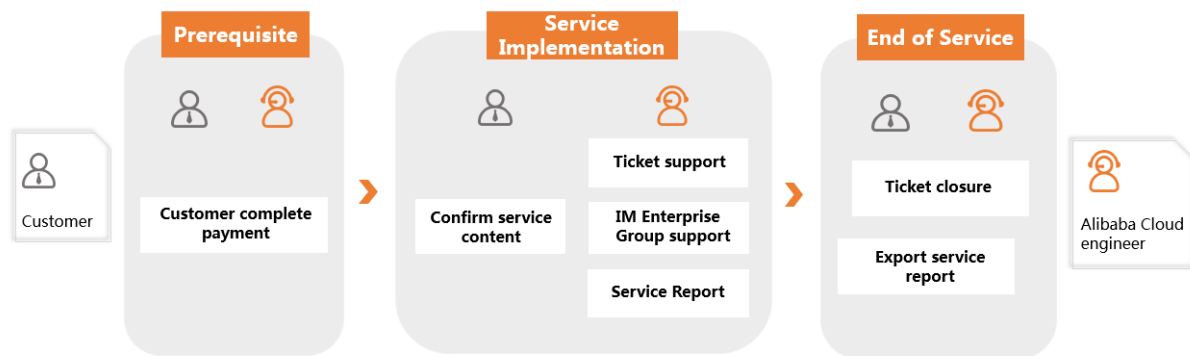 Prerequisite
Service
Implementation
End of Service
Customer
Customer complete
payment
Confirm service
content
Ticket support
IM Enterprise
Group support
Service Report
Ticket closure
Export service
report
Alibaba Cloud
engineer